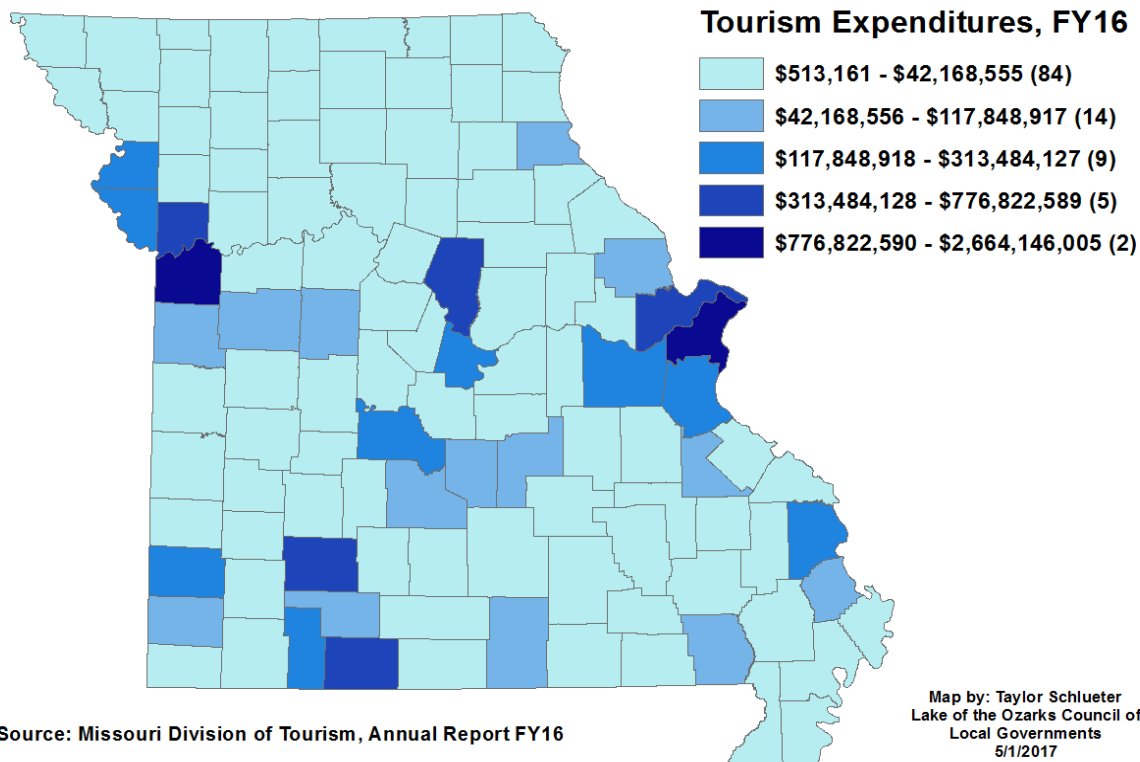 Tourism Expenditures, FY16
$513,161 - $42,168,555 (84)
$42,168,556 - $117,848,917 (14)
$117,848,918 - $313,484,127 (9)
$313,484,128 - $776,822,589 (5)
$776,822,590 - $2,664,146,005 (2)
Source: Missouri Division of Tourism, Annual Report FY16
Map by: Taylor Schlueter
Lake of the Ozarks Council of
Local Governments
5/1/2017